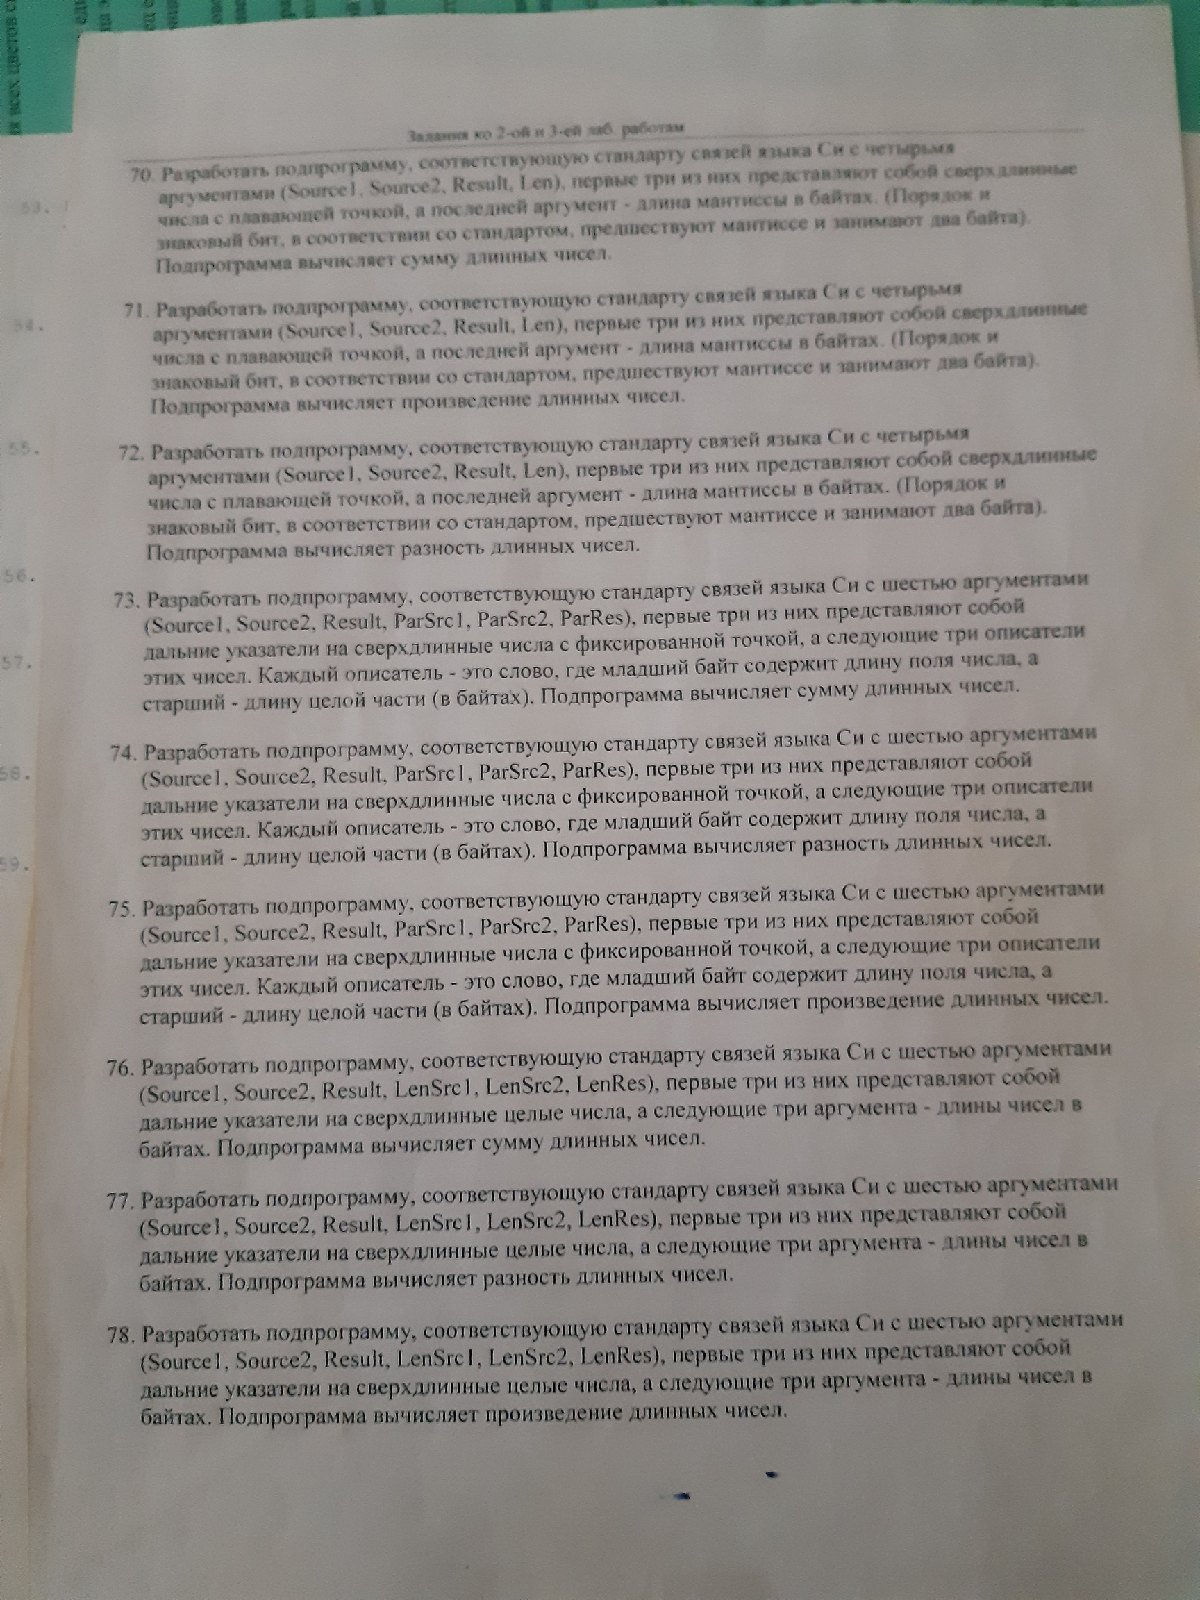 всех цветов
Задания ко 2-ой и 3-ей лаб. работам
70. Разработать подпрограмму, соответствующую стандарту связей языка Си с четырьмя
аргументами (Source1, Source2, Result, Len), первые три из них представляют собой сверхдлинные
числа с плавающей точкой, а последней аргумент - длина мантиссы в байтах. (Порядок и
знаковый бит, в соответствии со стандартом, предшествуют мантиссе и занимают два байта).
Подпрограмма вычисляет сумму длинных чисел.
71. Разработать подпрограмму, соответствующую стандарту связей языка Си с четырьмя
аргументами (Source1, Source2, Result, Len), первые три из них представляют собой сверхдлинные
числа с плавающей точкой, а последней аргумент - длина мантиссы в байтах. (Порядок и
знаковый бит, в соответствии со стандартом, предшествуют мантиссе и занимают два байта).
Подпрограмма вычисляет произведение длинных чисел.
72. Разработать подпрограмму, соответствующую стандарту связей языка Си с четырьмя
аргументами (Source1, Source2, Result, Len), первые три из них представляют собой сверхдлинные
числа с плавающей точкой, а последней аргумент - длина мантиссы в байтах. (Порядок и
знаковый бит, в соответствии со стандартом, предшествуют мантиссе и занимают два байта).
Подпрограмма вычисляет разность длинных чисел.
73. Разработать подпрограмму, соответствующую стандарту связей языка Си с шестью аргументами
(Source1, Source2, Result, ParSrc1, ParSrc2, ParRes), первые три из них представляют собой
дальние указатели на сверхдлинные числа с фиксированной точкой, а следующие три описатели
этих чисел. Каждый описатель - это слово, где младший байт содержит длину поля числа, а
старший - длину целой части (в байтах). Подпрограмма вычисляет сумму длинных чисел.
74. Разработать подпрограмму, соответствующую стандарту связей языка Си с шестью аргументами
(Source1, Source2, Result, ParSrc1, ParSrc2, ParRes), первые три из них представляют собой
дальние указатели на сверхдлинные числа с фиксированной точкой, а следующие три описатели
этих чисел. Каждый описатель - это слово, где младший байт содержит длину поля числа, а
старший - длину целой части (в байтах). Подпрограмма вычисляет разность длинных чисел.
75. Разработать подпрограмму, соответствующую стандарту связей языка Си с шестью аргументами
(Source1, Source2, Result, ParSrc1, ParSrc2, ParRes), первые три из них представляют собой
дальние указатели на сверхдлинные числа с фиксированной точкой, а следующие три описатели
этих чисел. Каждый описатель - это слово, где младший байт содержит длину поля числа, а
старший - длину целой части (в байтах). Подпрограмма вычисляет произведение длинных чисел.
76. Разработать подпрограмму, соответствующую стандарту связей языка Си с шестью аргументами
(Source1, Source2, Result, LenSrc1, LenSrc2, LenRes), первые три из них представляют собой
дальние указатели на сверхдлинные целые числа, а следующие три аргумента - длины чисел в
байтах. Подпрограмма вычисляет сумму длинных чисел.
77. Разработать подпрограмму, соответствующую стандарту связей языка Си с шестью аргументами
(Source1, Source2, Result, LenSrc1, LenSrc2, LenRes), первые три из них представляют собой
дальние указатели на сверхдлинные целые числа, а следующие три аргумента - длины чисел в
байтах. Подпрограмма вычисляет разность длинных чисел.
78. Разработать подпрограмму, соответствующую стандарту связей языка Си с шестью аргументами
(Source1, Source2, Result, LenSrc1, LenSrc2, LenRes), первые три из них представляют собой
дальние указатели на сверхдлинные целые числа, а следующие три аргумента - длины чисел в
байтах. Подпрограмма вычисляет произведение длинных чисел.
53.
54.
55.
56.
57.
58.
59.